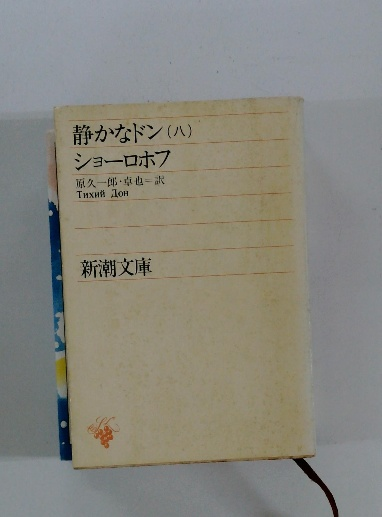 静かなドン(八)
ショーロホフ
原久一郎・卓也=訳
Тихий Дон
新潮文庫